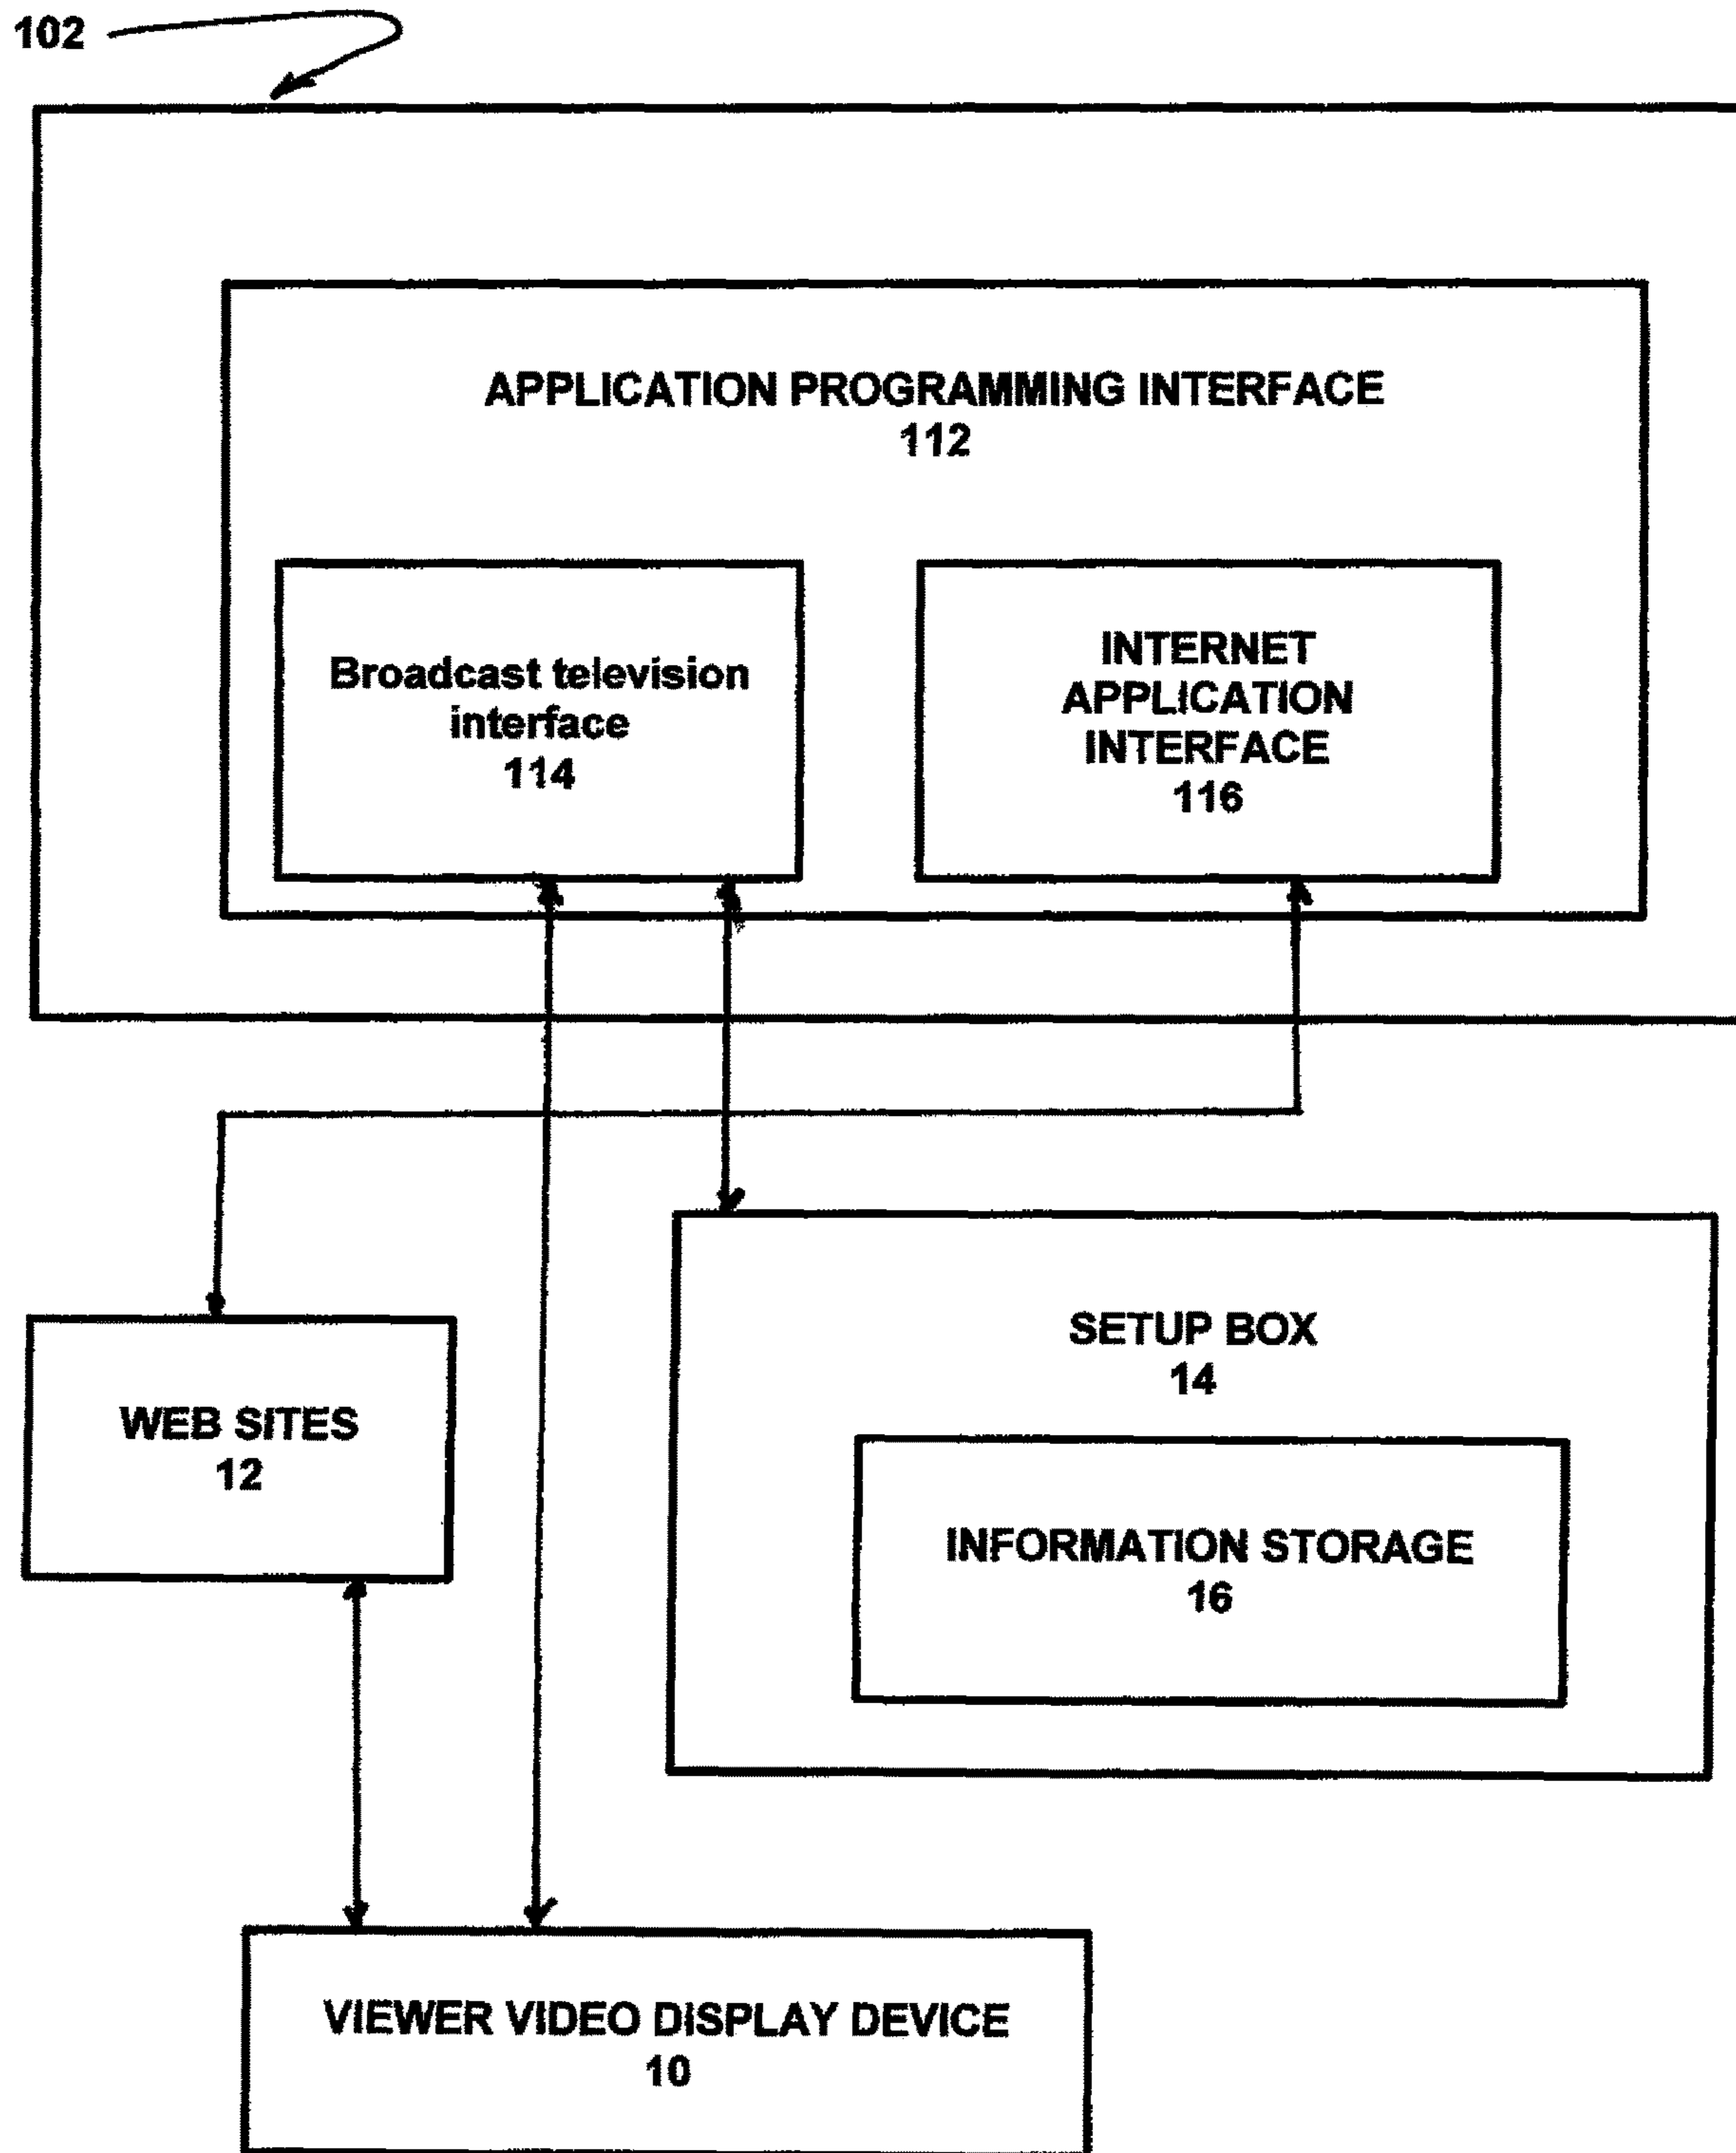 102
APPLICATION PROGRAMMING INTERFACE
112
Broadcast television
interface
114
INTERNET
APPLICATION
INTERFACE
116
WEB SITES
12
SETUP BOX
14
INFORMATION STORAGE
16
VIEWER VIDEO DISPLAY DEVICE
10